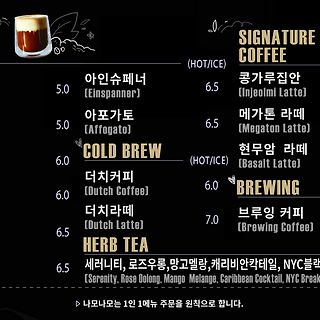 아인슈페너
5.0 (Einspanner)
아포가토
5.0 (Affogato)
6.0 COLD BREW
더치커피
6.0 (Dutch Coffee)
더치라떼
6.0 (Dutch Latte)
HERB TEA
6.5 세러니티, 로즈우롱,망고멜랑,캐리비안칵테일, NYC블랙
(Serenity, Rose Oolong, Mango Melange, Caribbean Cocktail, NYC Break
SIGNATURE
COFFEE
(HOT/ICE)
콩가루집안
6.5 (Injeolmi Latte)
메가톤 라떼
6.5 (Megaton Latte)
현무암 라떼
(HOT/ICE) (Basalt Latte)
6.0 BREWING
브루잉 커피
7.0 (Brewing Coffee)
▷ 나모나모는 1인 1메뉴 주문을 원칙으로 합니다.